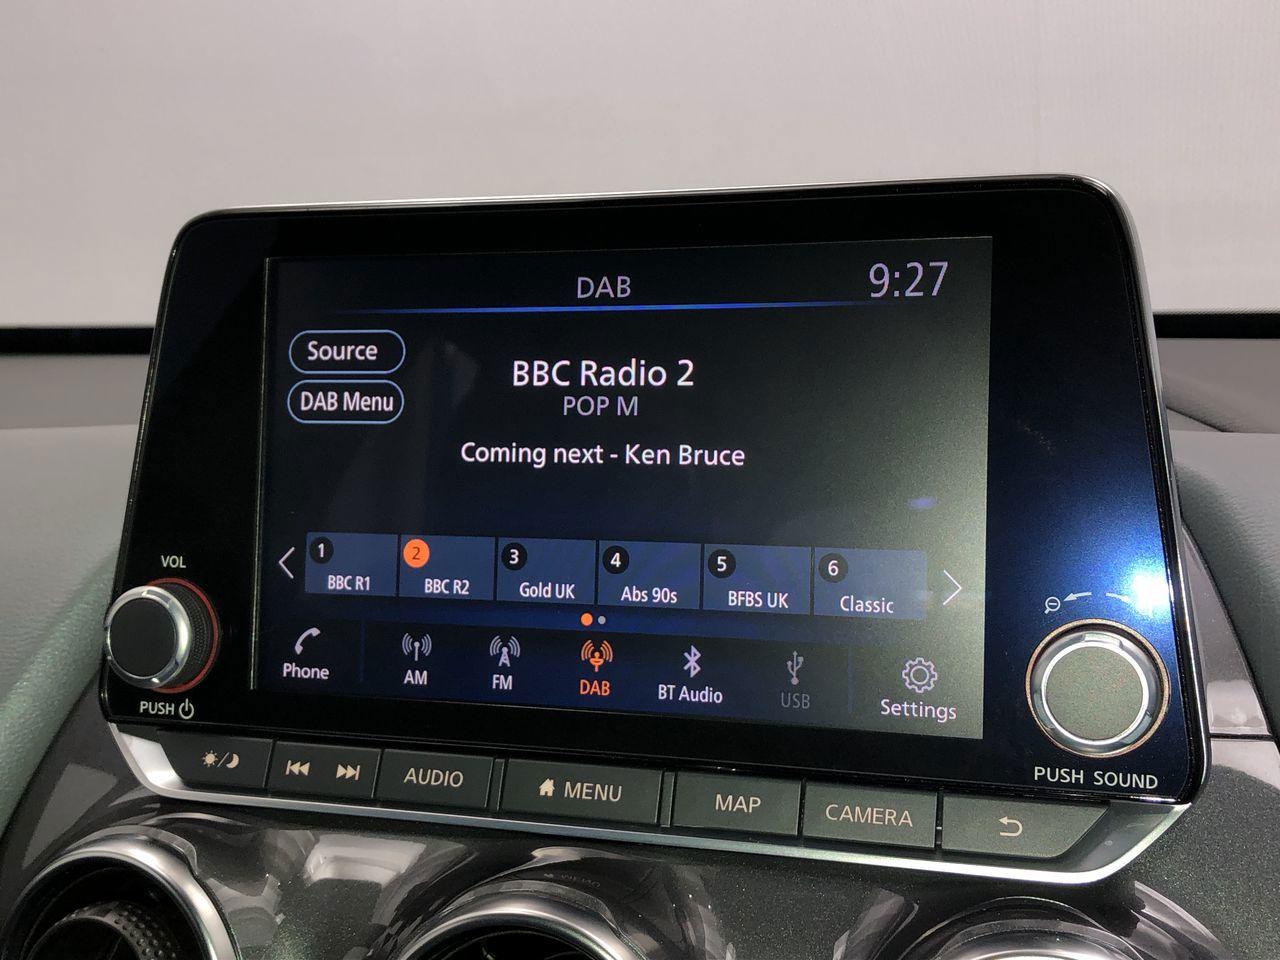 DAB
9:27
Source
DAB Menu
BBC Radio 2
POP M
Coming next - Ken Bruce
1
BBC R1
2
BBC R2
3
Gold UK
4
Abs 90s
5
BFBS UK
6
Classic
Phone
AM
FM
DAB
BT Audio
USB
Settings
VOL
PUSH
PUSH SOUND
AUDIO
MENU
MAP
CAMERA